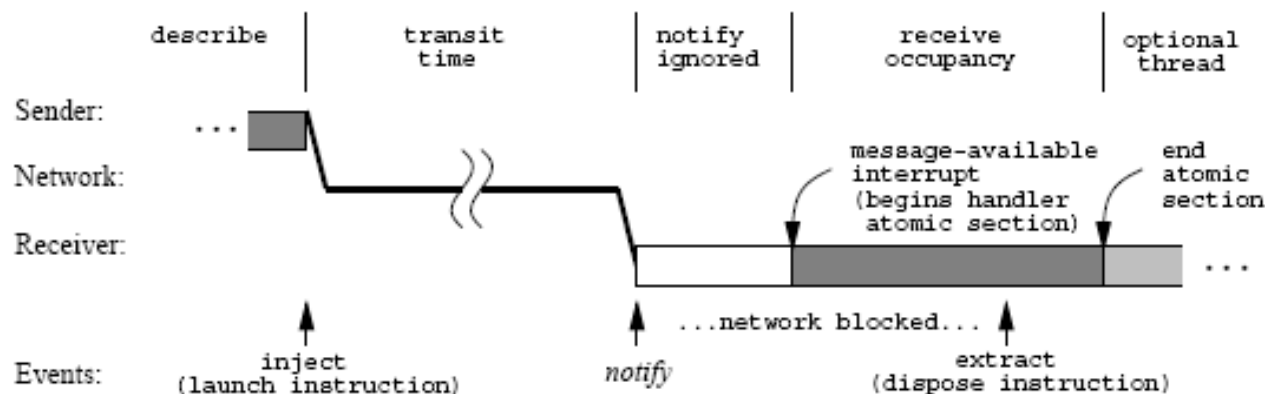 describe
transit
time
notify
ignored
receive
occupancy
optional
thread
Sender:
...
message-available
interrupt
(begins handler
atomic section)
end
atomic
section
Network:
Receiver:
...
...network blocked...
Events:
inject
(launch instruction)
notify
extract
(dispose instruction)